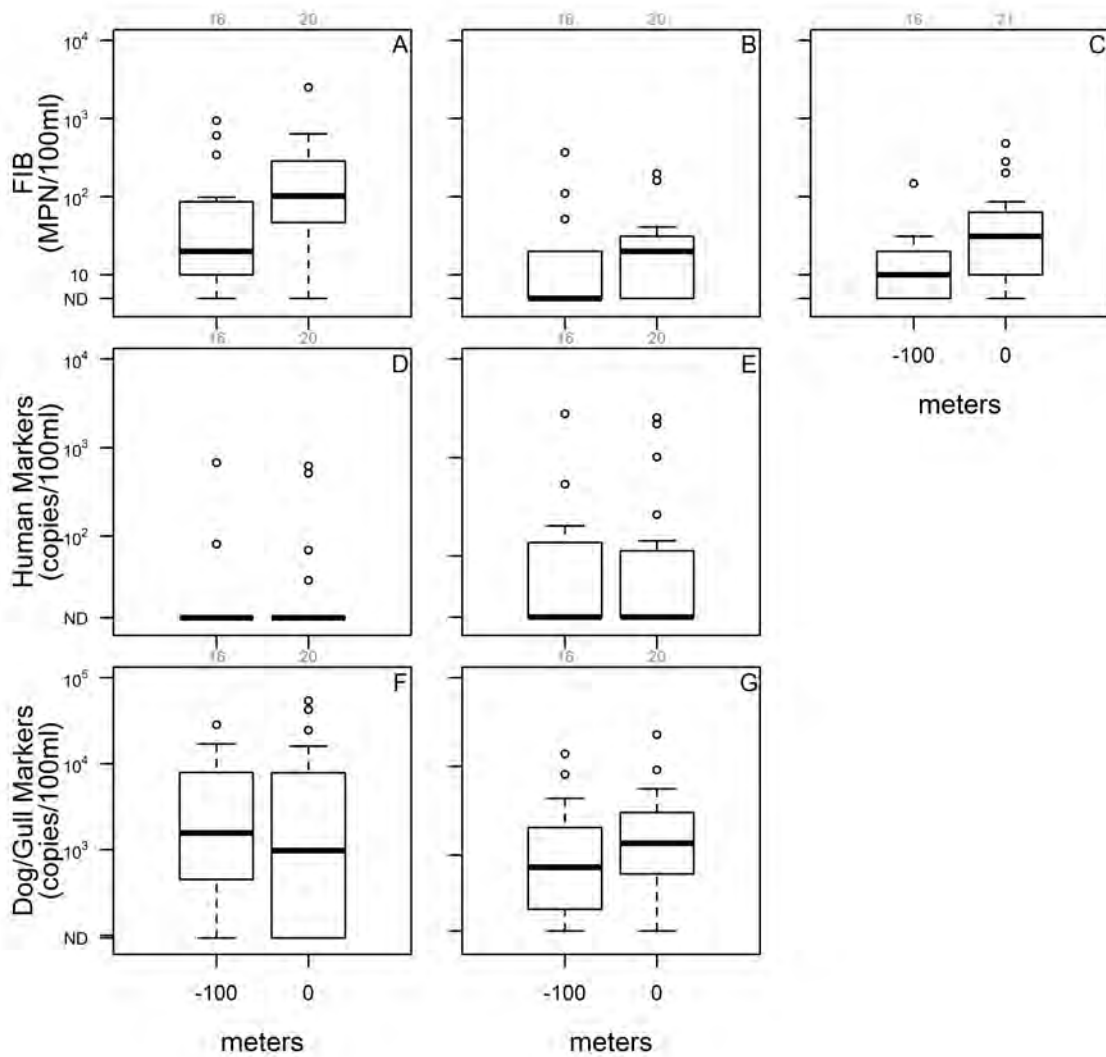 16 20
16 20
16 21
A
B
C
10⁴
10³
10²
10
ND
FIB
(MPN/100ml)
16 20
16 20
-100 0
meters
D
E
10⁴
10³
10²
ND
Human Markers
(copies/100ml)
16 20
16 20
F
G
10⁵
10⁴
10³
ND
Dog/Gull Markers
(copies/100ml)
-100 0
-100 0
meters
meters